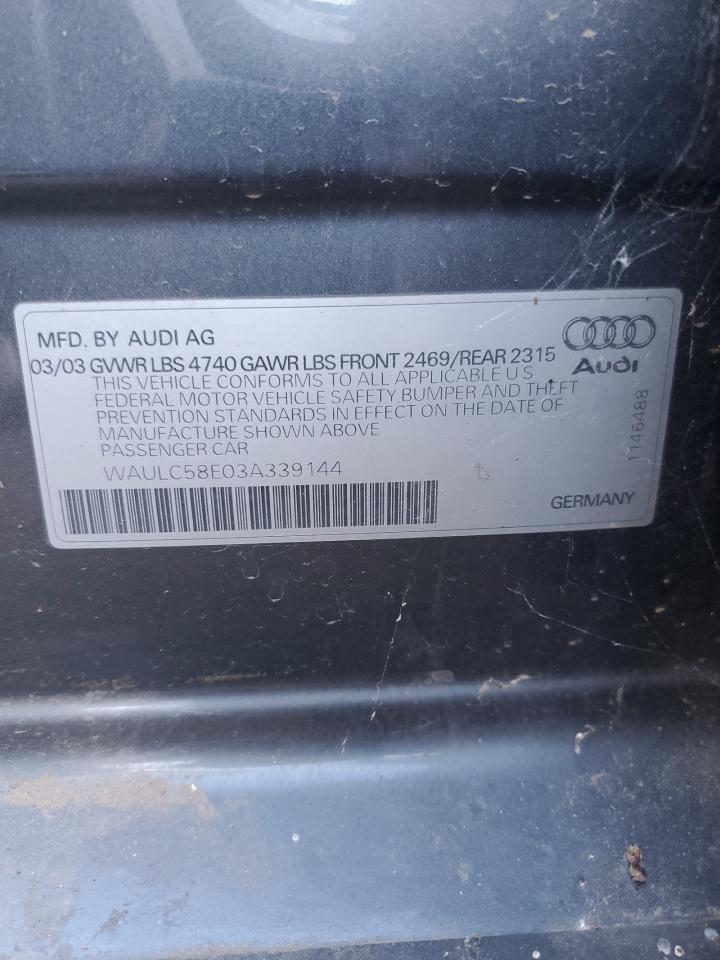 MFD. BY AUDI AG
03/03 GVWR LBS 4740 GAWR LBS FRONT 2469/REAR 2315
THIS VEHICLE CONFORMS TO ALL APPLICABLE U S
FEDERAL MOTOR VEHICLE SAFETY, BUMPER AND THEFT
PREVENTION STANDARDS IN EFFECT ON THE DATE OF
MANUFACTURE SHOWN ABOVE
PASSENGER CAR
WAULC58E03A339144
Audi
1146488
GERMANY